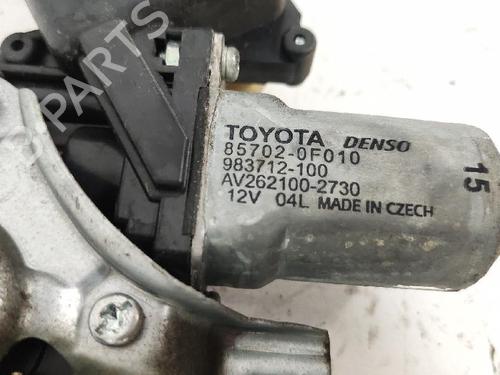 TOYOTA DENSO
85702-0F010
983712-100
AV262100-2730
12V 04L MADE IN CZECH
15
B-PARTS